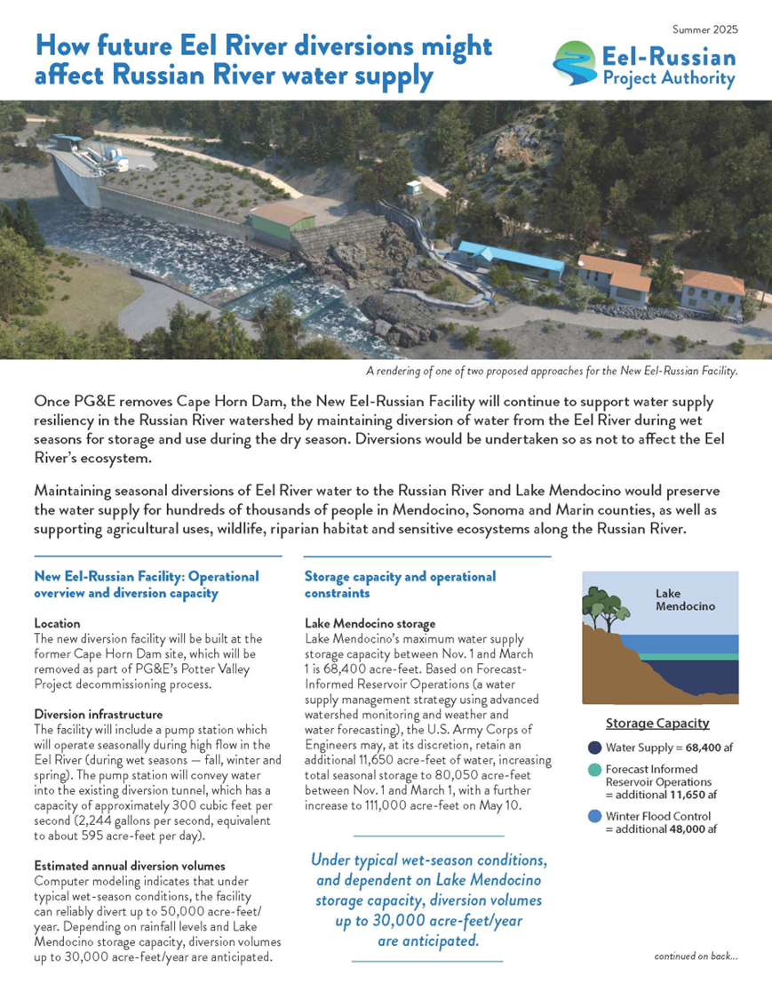 Summer 2025
How future Eel River diversions might
affect Russian River water supply
Eel-Russian
Project Authority
A rendering of one of two proposed approaches for the New Eel-Russian Facility.
Once PG&E removes Cape Horn Dam, the New Eel-Russian Facility will continue to support water supply
resiliency in the Russian River watershed by maintaining diversion of water from the Eel River during wet
seasons for storage and use during the dry season. Diversions would be undertaken so as not to affect the Eel
River's ecosystem.
Maintaining seasonal diversions of Eel River water to the Russian River and Lake Mendocino would preserve
the water supply for hundreds of thousands of people in Mendocino, Sonoma and Marin counties, as well as
supporting agricultural uses, wildlife, riparian habitat and sensitive ecosystems along the Russian River.
New Eel-Russian Facility: Operational
overview and diversion capacity
Location
The new diversion facility will be built at the
former Cape Horn Dam site, which will be
removed as part of PG&E's Potter Valley
Project decommissioning process.
Diversion infrastructure
The facility will include a pump station which
will operate seasonally during high flow in the
Eel River (during wet seasons — fall, winter and
spring). The pump station will convey water
into the existing diversion tunnel, which has a
capacity of approximately 300 cubic feet per
second (2,244 gallons per second, equivalent
to about 595 acre-feet per day).
Estimated annual diversion volumes
Computer modeling indicates that under
typical wet-season conditions, the facility
can reliably divert up to 50,000 acre-feet/
year. Depending on rainfall levels and Lake
Mendocino storage capacity, diversion volumes
up to 30,000 acre-feet/year are anticipated.
Storage capacity and operational
constraints
Lake Mendocino storage
Lake Mendocino's maximum water supply
storage capacity between Nov. 1 and March
1 is 68,400 acre-feet. Based on Forecast-
Informed Reservoir Operations (a water
supply management strategy using advanced
watershed monitoring and weather and
water forecasting), the U.S. Army Corps of
Engineers may, at its discretion, retain an
additional 11,650 acre-feet of water, increasing
total seasonal storage to 80,050 acre-feet
between Nov. 1 and March 1, with a further
increase to 111,000 acre-feet on May 10.
Under typical wet-season conditions,
and dependent on Lake Mendocino
storage capacity, diversion volumes
up to 30,000 acre-feet/year
are anticipated.
Lake
Mendocino
Storage Capacity
Water Supply = 68,400 af
Forecast Informed
Reservoir Operations
= additional 11,650 af
Winter Flood Control
= additional 48,000 af
continued on back...